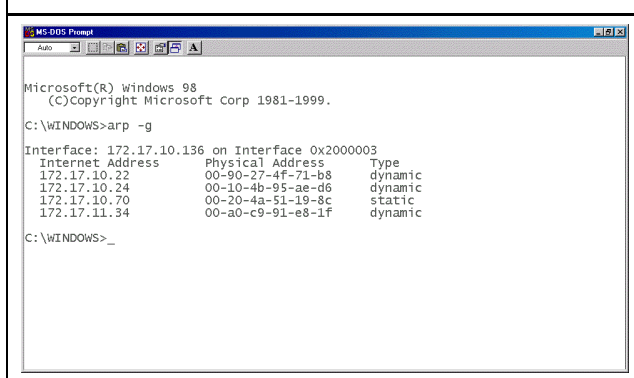 MS-DOS Prompt
Auto
A
Microsoft(R) Windows 98
(C)Copyright Microsoft Corp 1981-1999.
C:\WINDOWS>arp -g
Interface: 172.17.10.136 on Interface 0x2000003
Internet Address Physical Address Type
172.17.10.22 00-90-27-4f-71-b8 dynamic
172.17.10.24 00-10-4b-95-ae-d6 dynamic
172.17.10.70 00-20-4a-51-19-8c static
172.17.11.34 00-a0-c9-91-e8-1f dynamic
C:\WINDOWS>_